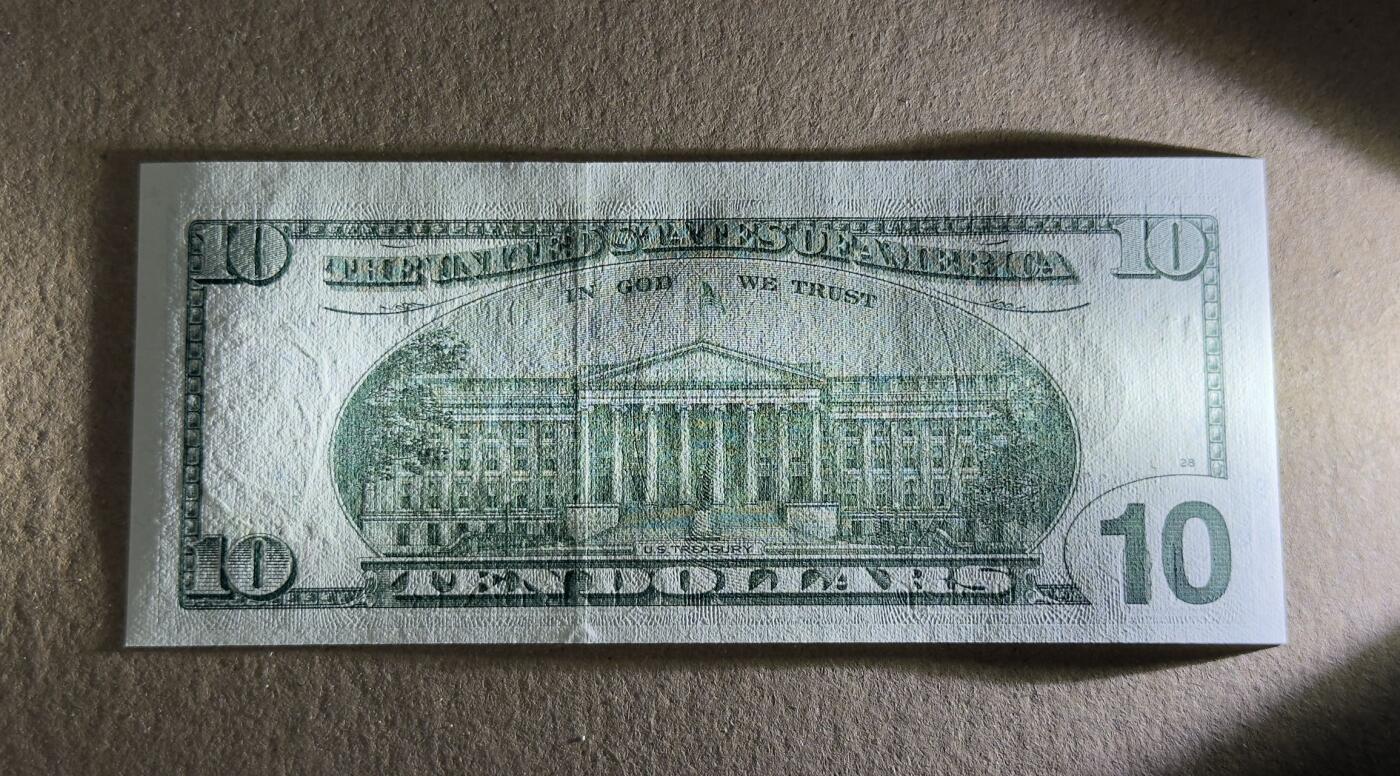 10 THE UNITED STATES OF AMERICA 10
IN GOD WE TRUST
28
U.S. TREASURY
10 TEN DOLLARS 10